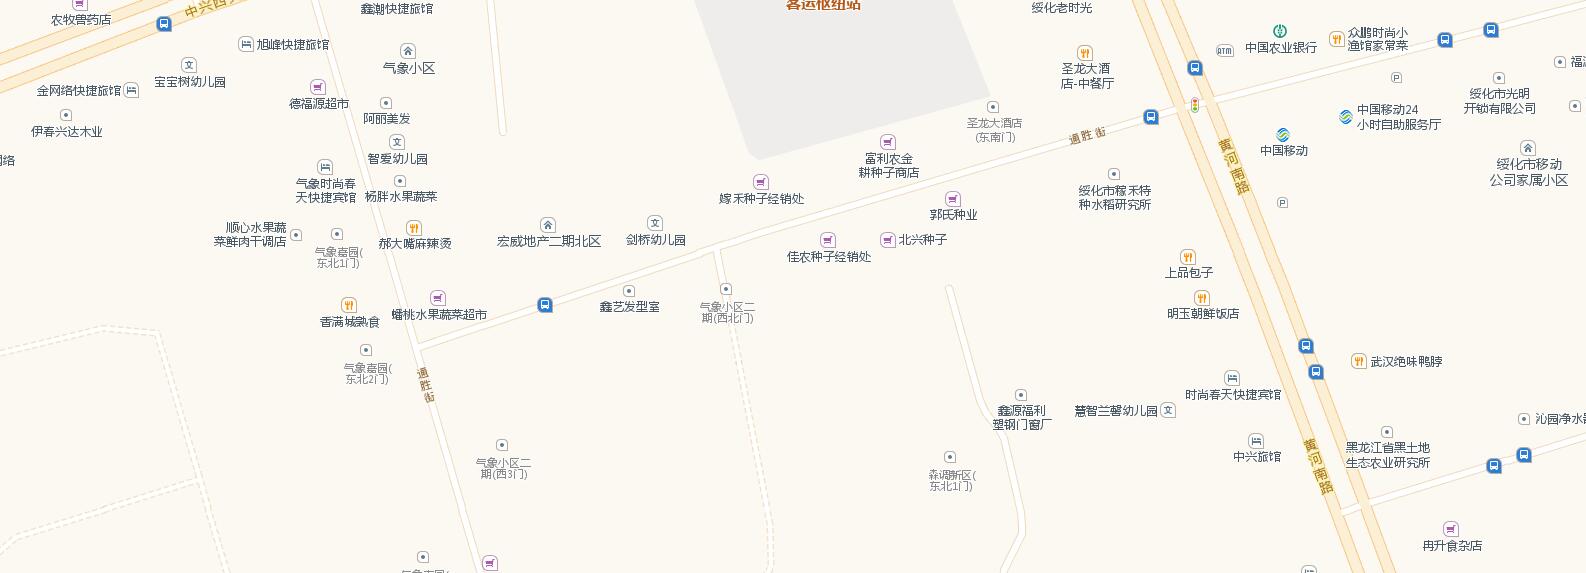 农牧兽药店
鑫潮快捷旅馆
客运枢纽站
绥化老时光
旭峰快捷旅馆
气象小区
宝宝树幼儿园
金网络快捷旅馆
伊春兴达木业
德福源超市
阿丽美发
智爱幼儿园
气象时尚春
天快捷宾馆
杨胖水果蔬菜
顺心水果蔬
菜鲜肉干调店
气象嘉园(
东北1门)
郝大嘴麻辣烫
宏威地产二期北区
剑桥幼儿园
香满城熟食
蟠桃水果蔬菜超市
鑫艺发型室
气象小区二
期(西北门)
气象嘉园(
东北2门)
通胜街
气象小区二
期(西3门)
圣龙大酒
店-中餐厅
圣龙大酒店
(东南门)
通胜街
富利农金
耕种子商店
嫁禾种子经销处
郭氏种业
佳农种子经销处
北兴种子
绥化市稼禾特
种水稻研究所
黄河南路
ATM
中国农业银行
众鹏时尚小
渔馆家常菜
P
绥化市光明
开锁有限公司
中国移动24
小时自助服务厅
中国移动
绥化市移动
公司家属小区
P
上品包子
明玉朝鲜饭店
武汉绝味鸭脖
时尚春天快捷宾馆
鑫源福利
塑钢门窗厂
慧智兰馨幼儿园
森调新区(
东北1门)
中兴旅馆
黄河南路
黑龙江省黑土地
生态农业研究所
冉升食杂店